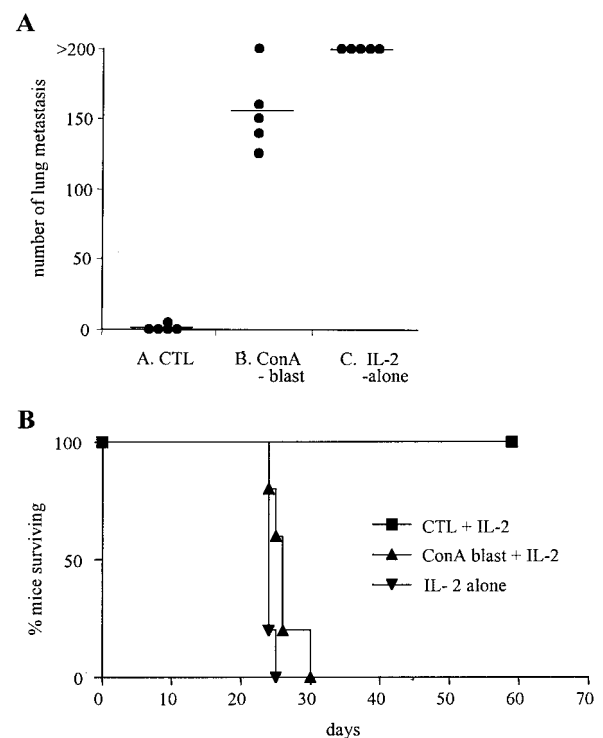 A
number of lung metastasis
>200
150
100
50
0
A. CTL
B. ConA
- blast
C. IL-2
-alone
B
% mice surviving
100
50
0
0 10 20 30 40 50 60 70
days
CTL + IL-2
ConA blast + IL-2
IL- 2 alone